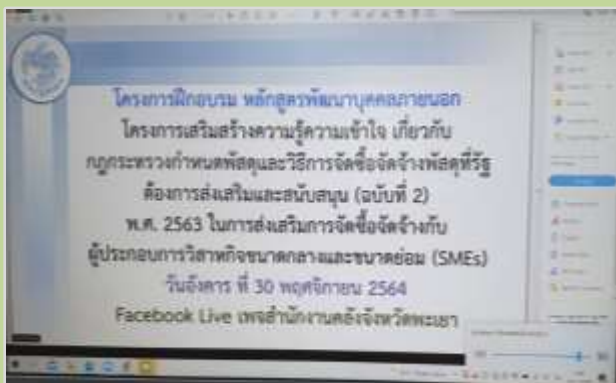 โครงการฝึกอบรม หลักสูตรพัฒนาบุคคลภายนอก
โครงการเสริมสร้างความรู้ความเข้าใจ เกี่ยวกับ
กฎกระทรวงกำหนดพัสดุและวิธีการจัดซื้อจัดจ้างพัสดุที่รัฐ
ต้องการส่งเสริมและสนับสนุน (ฉบับที่ 2)
พ.ศ. 2563 ในการส่งเสริมการจัดซื้อจัดจ้างกับ
ผู้ประกอบการวิสาหกิจขนาดกลางและขนาดย่อม (SMEs)
วันอังคาร ที่ 30 พฤศจิกายน 2564
Facebook Live เพจสำนักงานคลังจังหวัดพะเยา